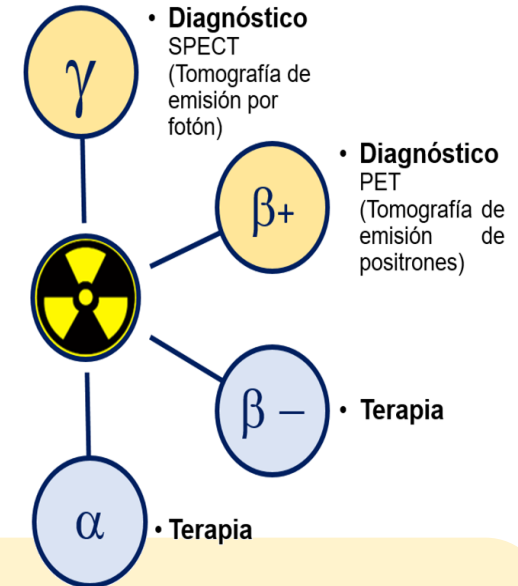 γ
• Diagnóstico
SPECT
(Tomografía de
emisión por
fotón)
β+
• Diagnóstico
PET
(Tomografía de
emisión de
positrones)
β –
• Terapia
α
• Terapia